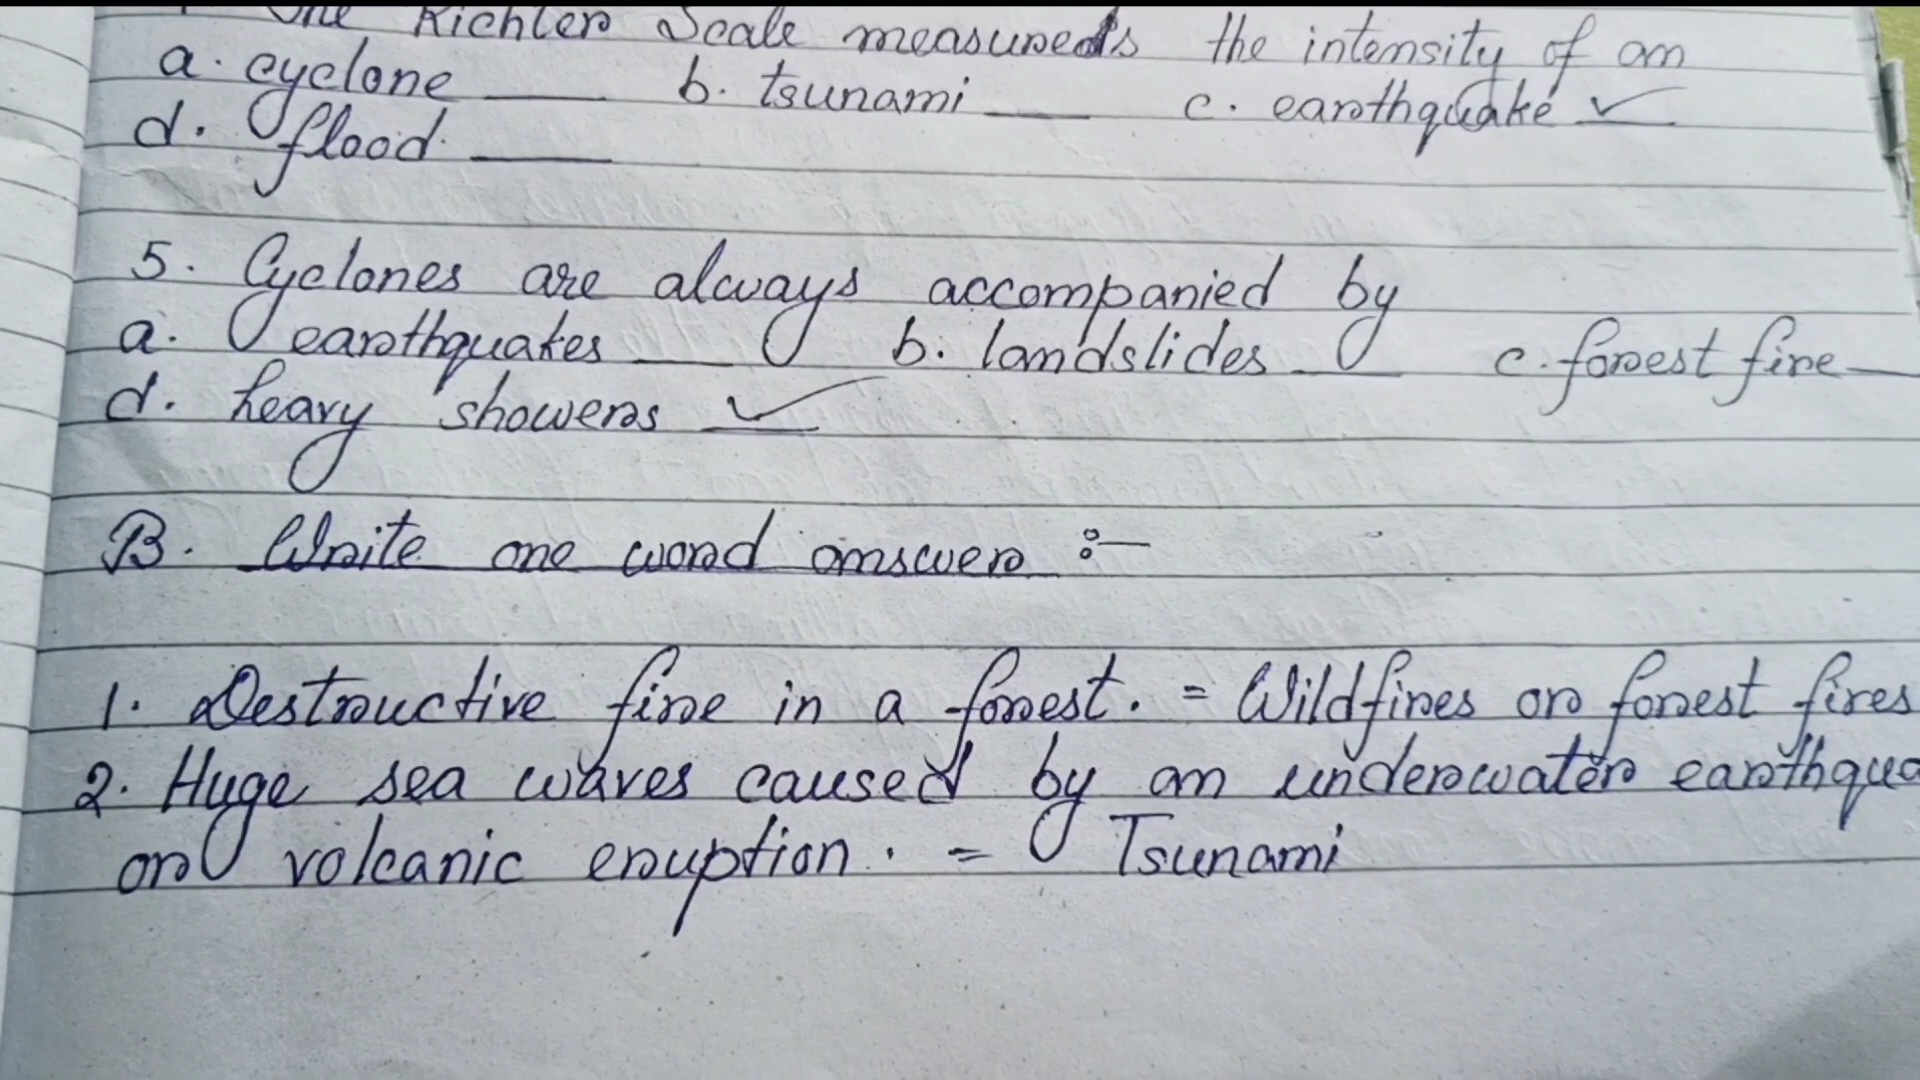 The Richter Scale measures the intensity of an
a. cyclone ___ b. tsunami ___ c. earthquake ✓
d. flood ___
5. Cyclones are always accompanied by
a. earthquakes ___ b. landslides ___ c. forest fire ___
d. heavy showers ✓
B. Write one word answer :-
1. Destructive fire in a forest. = Wildfires or forest fires
2. Huge sea waves caused by an underwater earthqua
or volcanic eruption. = Tsunami